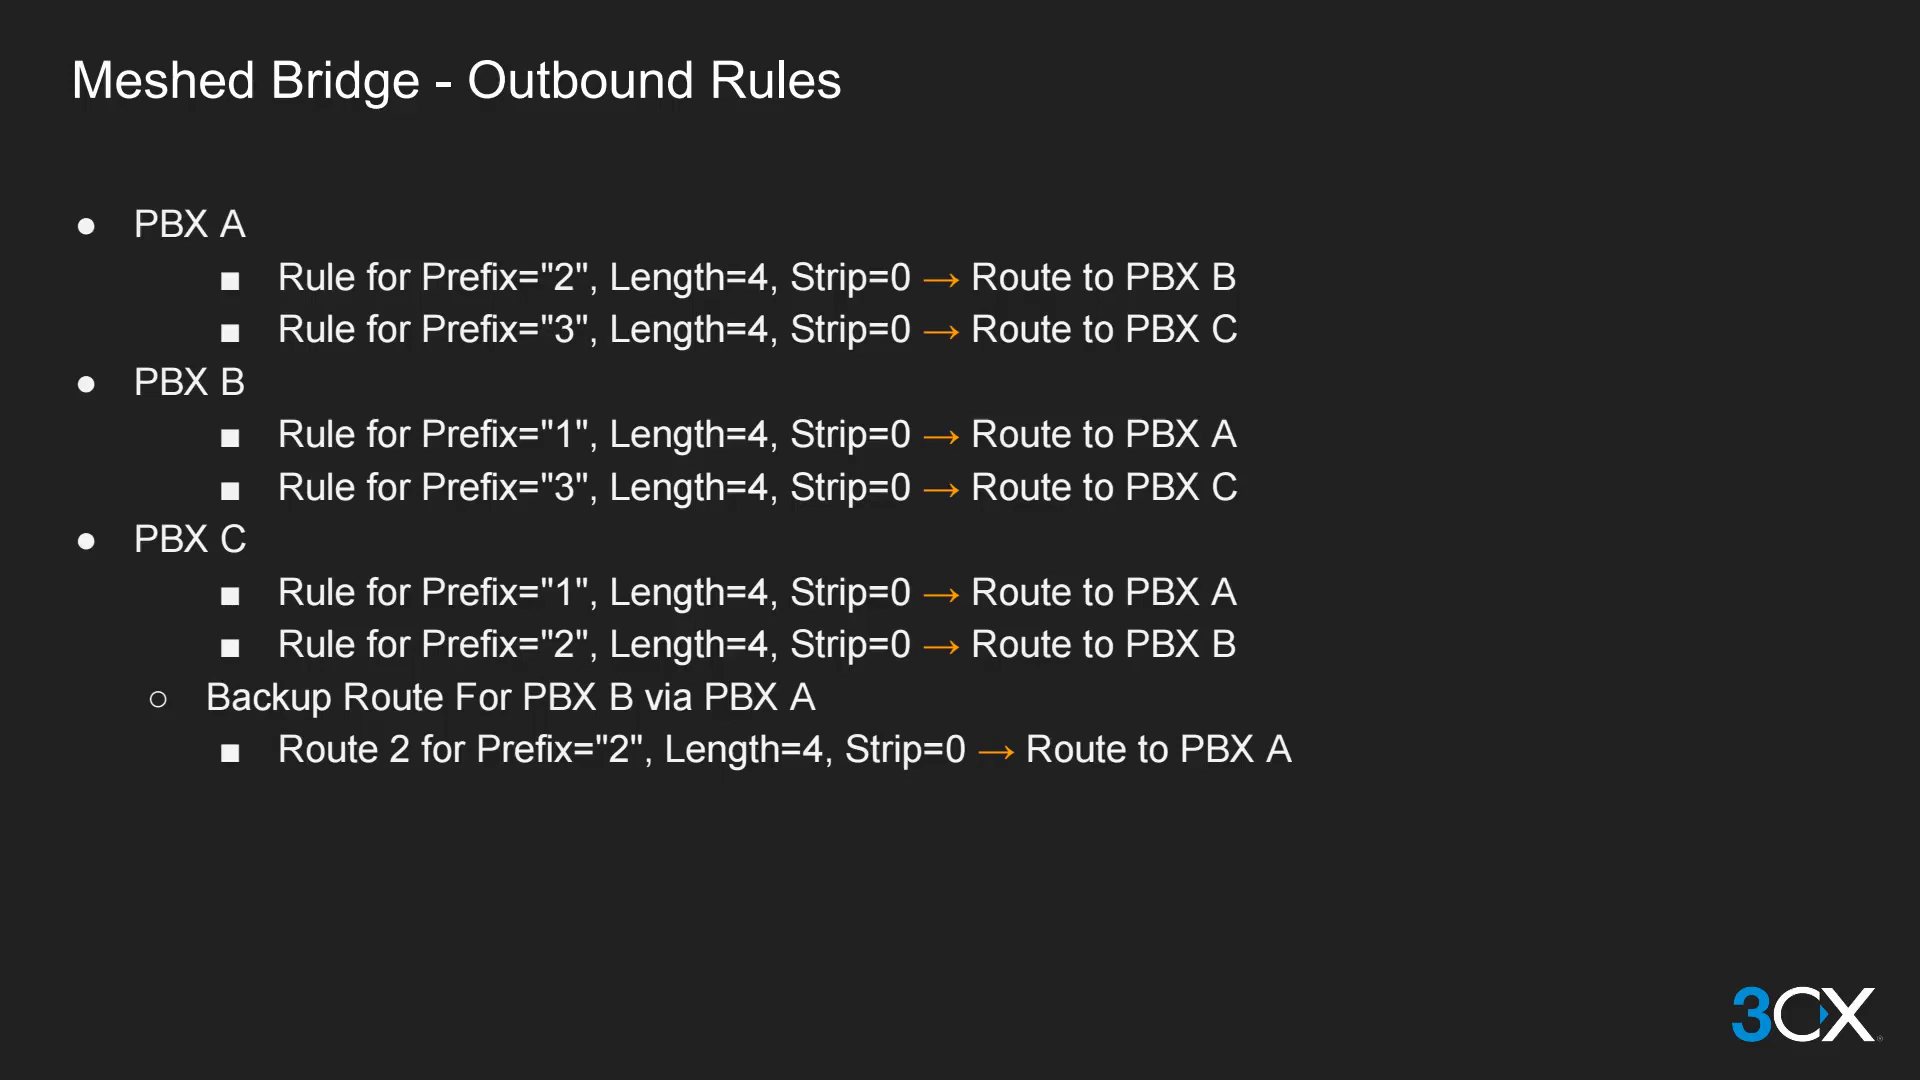 Meshed Bridge - Outbound Rules
● PBX A
■ Rule for Prefix="2", Length=4, Strip=0 → Route to PBX B
■ Rule for Prefix="3", Length=4, Strip=0 → Route to PBX C
● PBX B
■ Rule for Prefix="1", Length=4, Strip=0 → Route to PBX A
■ Rule for Prefix="3", Length=4, Strip=0 → Route to PBX C
● PBX C
■ Rule for Prefix="1", Length=4, Strip=0 → Route to PBX A
■ Rule for Prefix="2", Length=4, Strip=0 → Route to PBX B
○ Backup Route For PBX B via PBX A
■ Route 2 for Prefix="2", Length=4, Strip=0 → Route to PBX A
3CX®